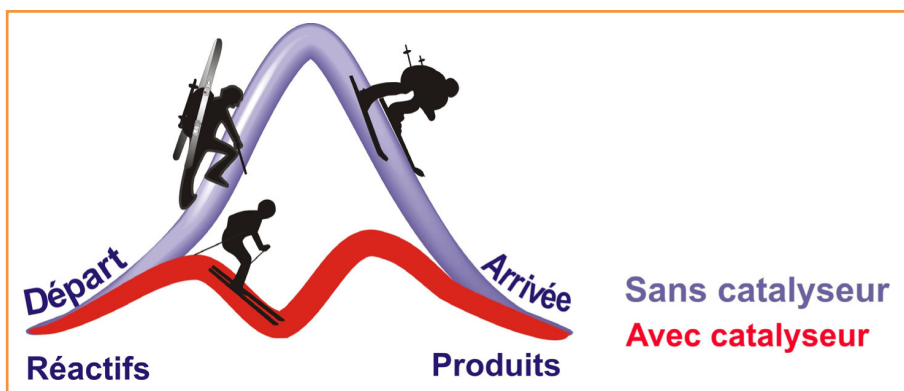 Départ
Arrivée
Réactifs
Produits
Sans catalyseur
Avec catalyseur